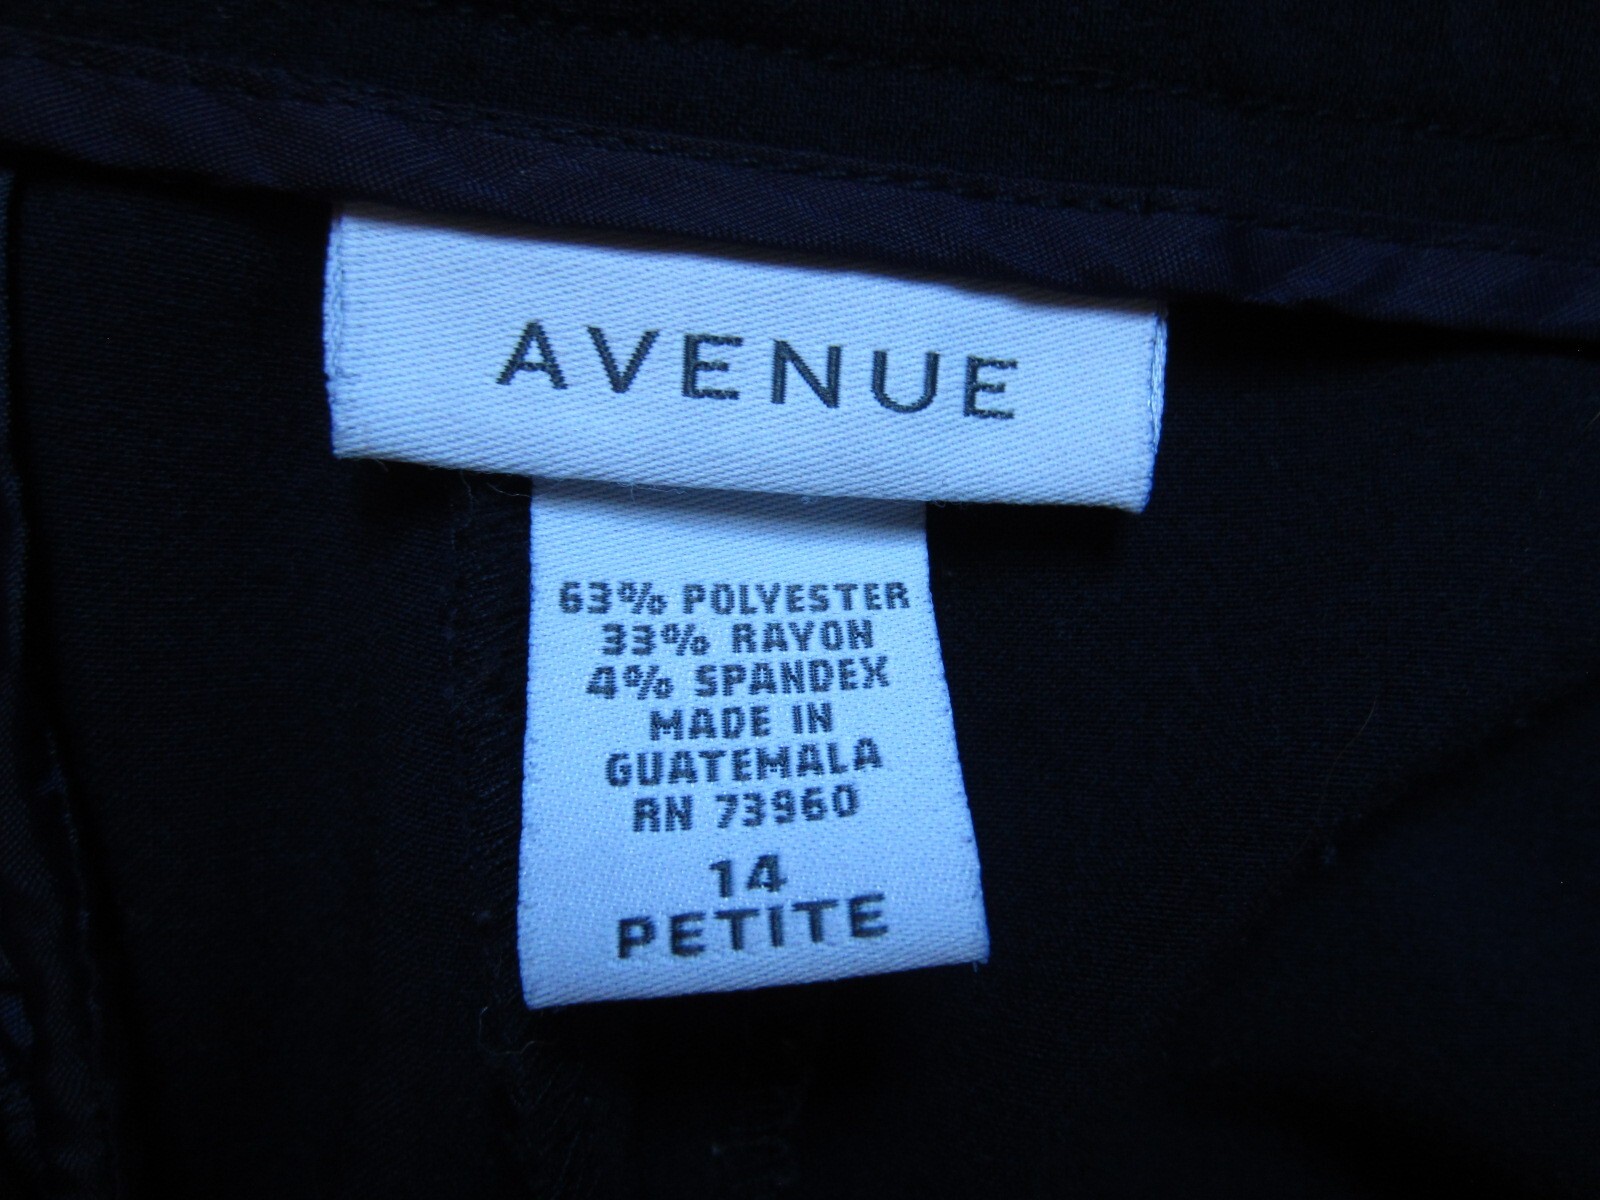 AVENUE
63% POLYESTER
33% RAYON
4% SPANDEX
MADE IN
GUATEMALA
RN 73960
14
PETITE